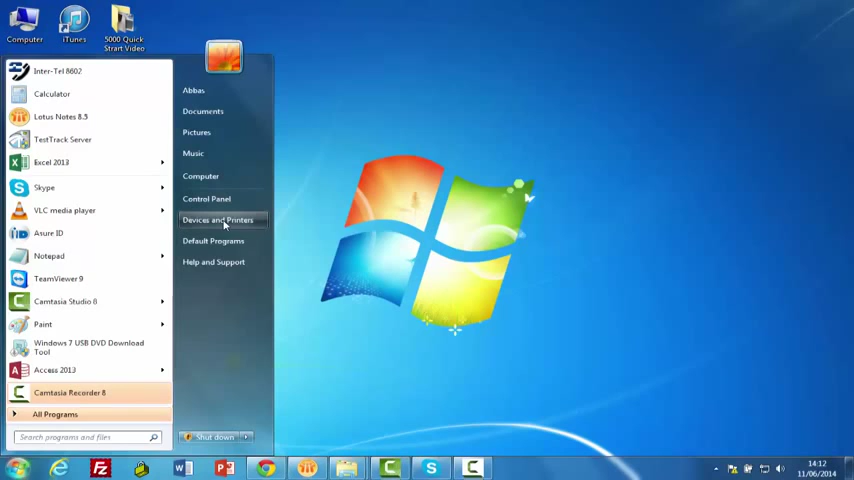 Computer
iTunes
5000 Quick
Start Video
Inter-Tel 8602
Calculator
Lotus Notes 8.5
TestTrack Server
Excel 2013
Skype
VLC media player
Asure ID
Notepad
TeamViewer 9
Camtasia Studio 8
Paint
Windows 7 USB DVD Download
Tool
Access 2013
Camtasia Recorder 8
All Programs
Search programs and files
Abbas
Documents
Pictures
Music
Computer
Control Panel
Devices and Printers
Default Programs
Help and Support
Shut down
14:12
11/06/2014